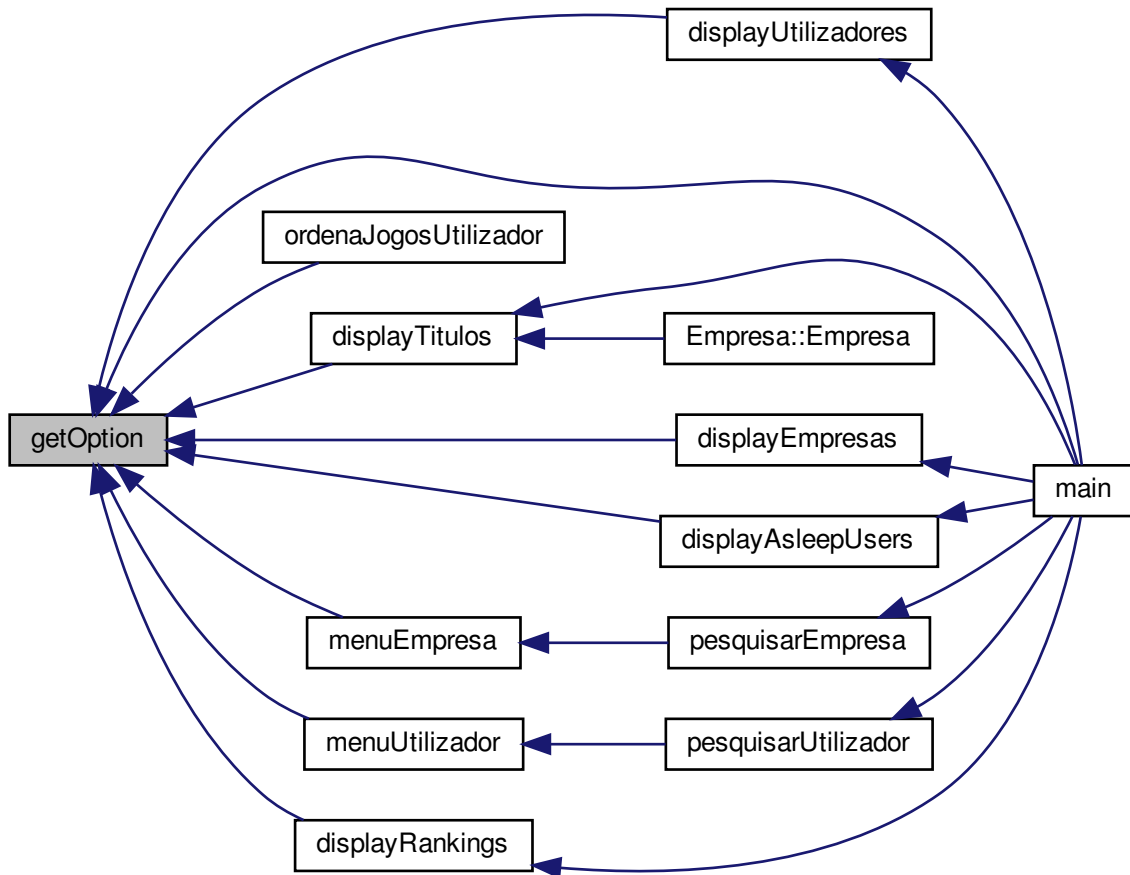 displayUtilizadores
ordenaJogosUtilizador
displayTitulos
Empresa::Empresa
getOption
displayEmpresas
main
displayAsleepUsers
menuEmpresa
pesquisarEmpresa
menuUtilizador
pesquisarUtilizador
displayRankings